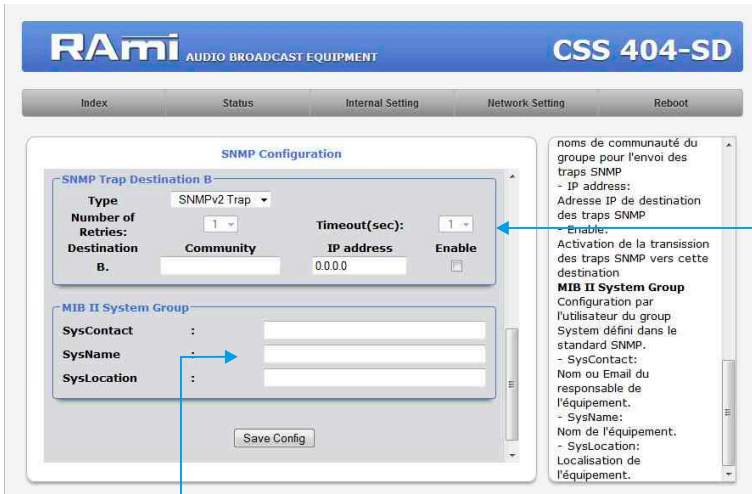 RAmi AUDIO BROADCAST EQUIPMENT CSS 404-SD
Index Status Internal Setting Network Setting Reboot
SNMP Configuration
SNMP Trap Destination B
Type SNMPv2 Trap
Number of Retries: 1 Timeout(sec): 1
Destination Community IP address Enable
B. 0.0.0.0
MIB II System Group
SysContact :
SysName :
SysLocation :
Save Config
noms de communauté du
groupe pour l'envoi des
traps SNMP
- IP address:
Adresse IP de destination
des traps SNMP
- Enable:
Activation de la transission
des traps SNMP vers cette
destination
MIB II System Group
Configuration par
l'utilisateur du group
System défini dans le
standard SNMP.
- SysContact:
Nom ou Email du
responsable de
l'équipement.
- SysName:
Nom de l'équipement.
- SysLocation:
Localisation de
l'équipement.